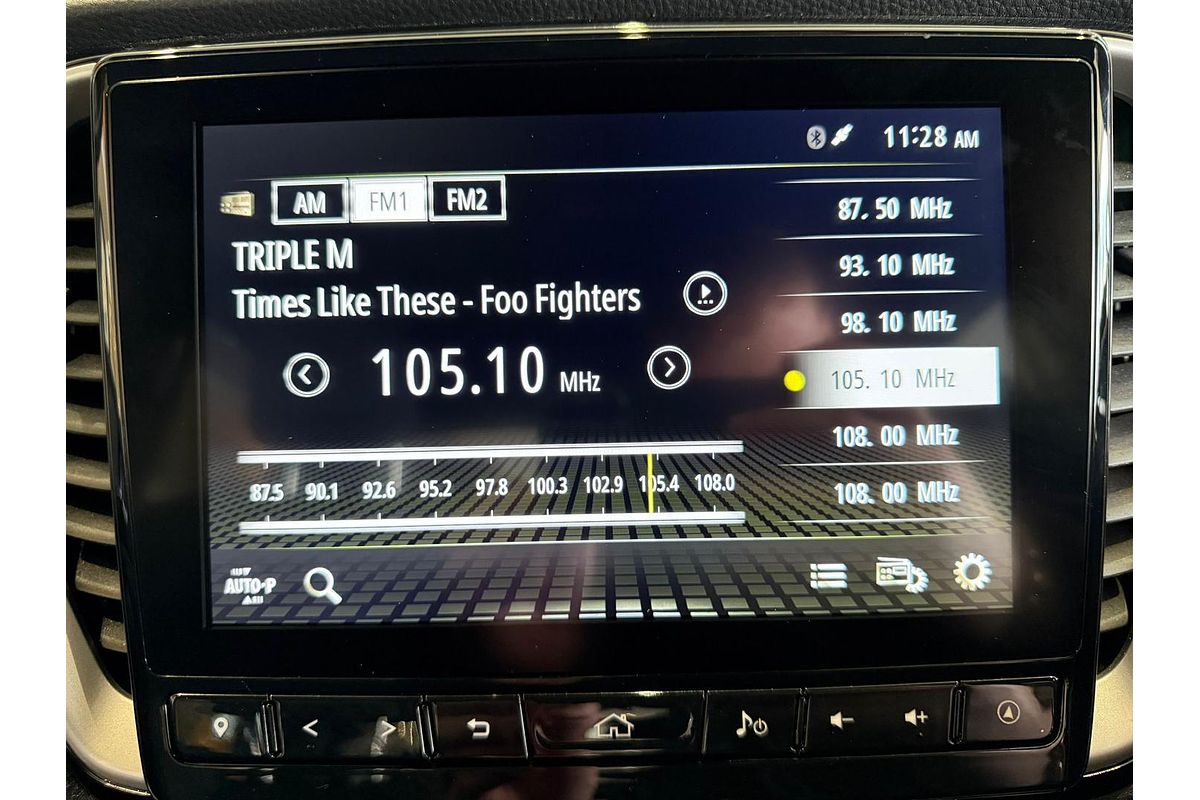 11:28 AM
AM FM1 FM2
TRIPLE M
Times Like These - Foo Fighters
105.10 MHz
87.5 90.1 92.6 95.2 97.8 100.3 102.9 105.4 108.0
87. 50 MHz
93. 10 MHz
98. 10 MHz
105. 10 MHz
108. 00 MHz
108. 00 MHz
AUTO-P